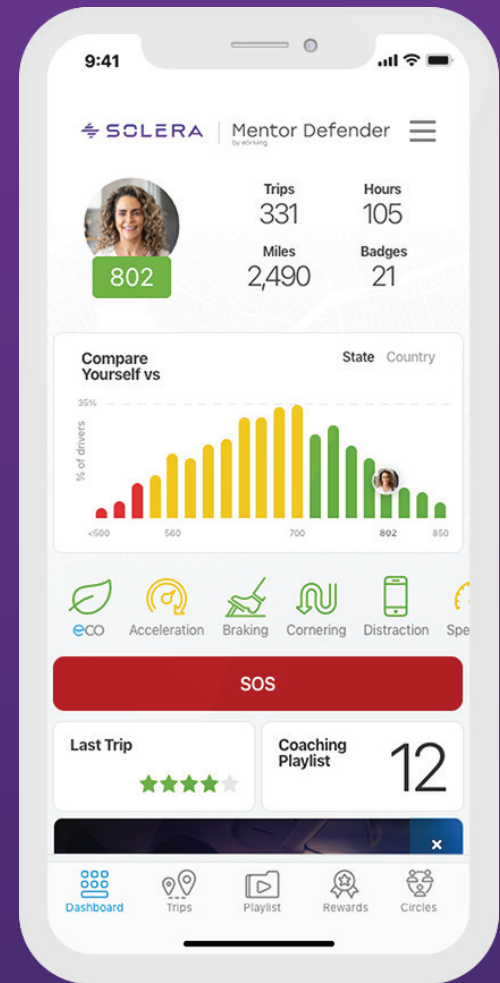 9:41
SOLERA
Mentor Defender
by eDriving
Trips
331
Hours
105
Miles
2,490
Badges
21
802
Compare
Yourself vs
State Country
35%
% of drivers
<500 560 700 802 850
eco Acceleration Braking Cornering Distraction Spe
SOS
Last Trip
Coaching
Playlist
12
Dashboard Trips Playlist Rewards Circles